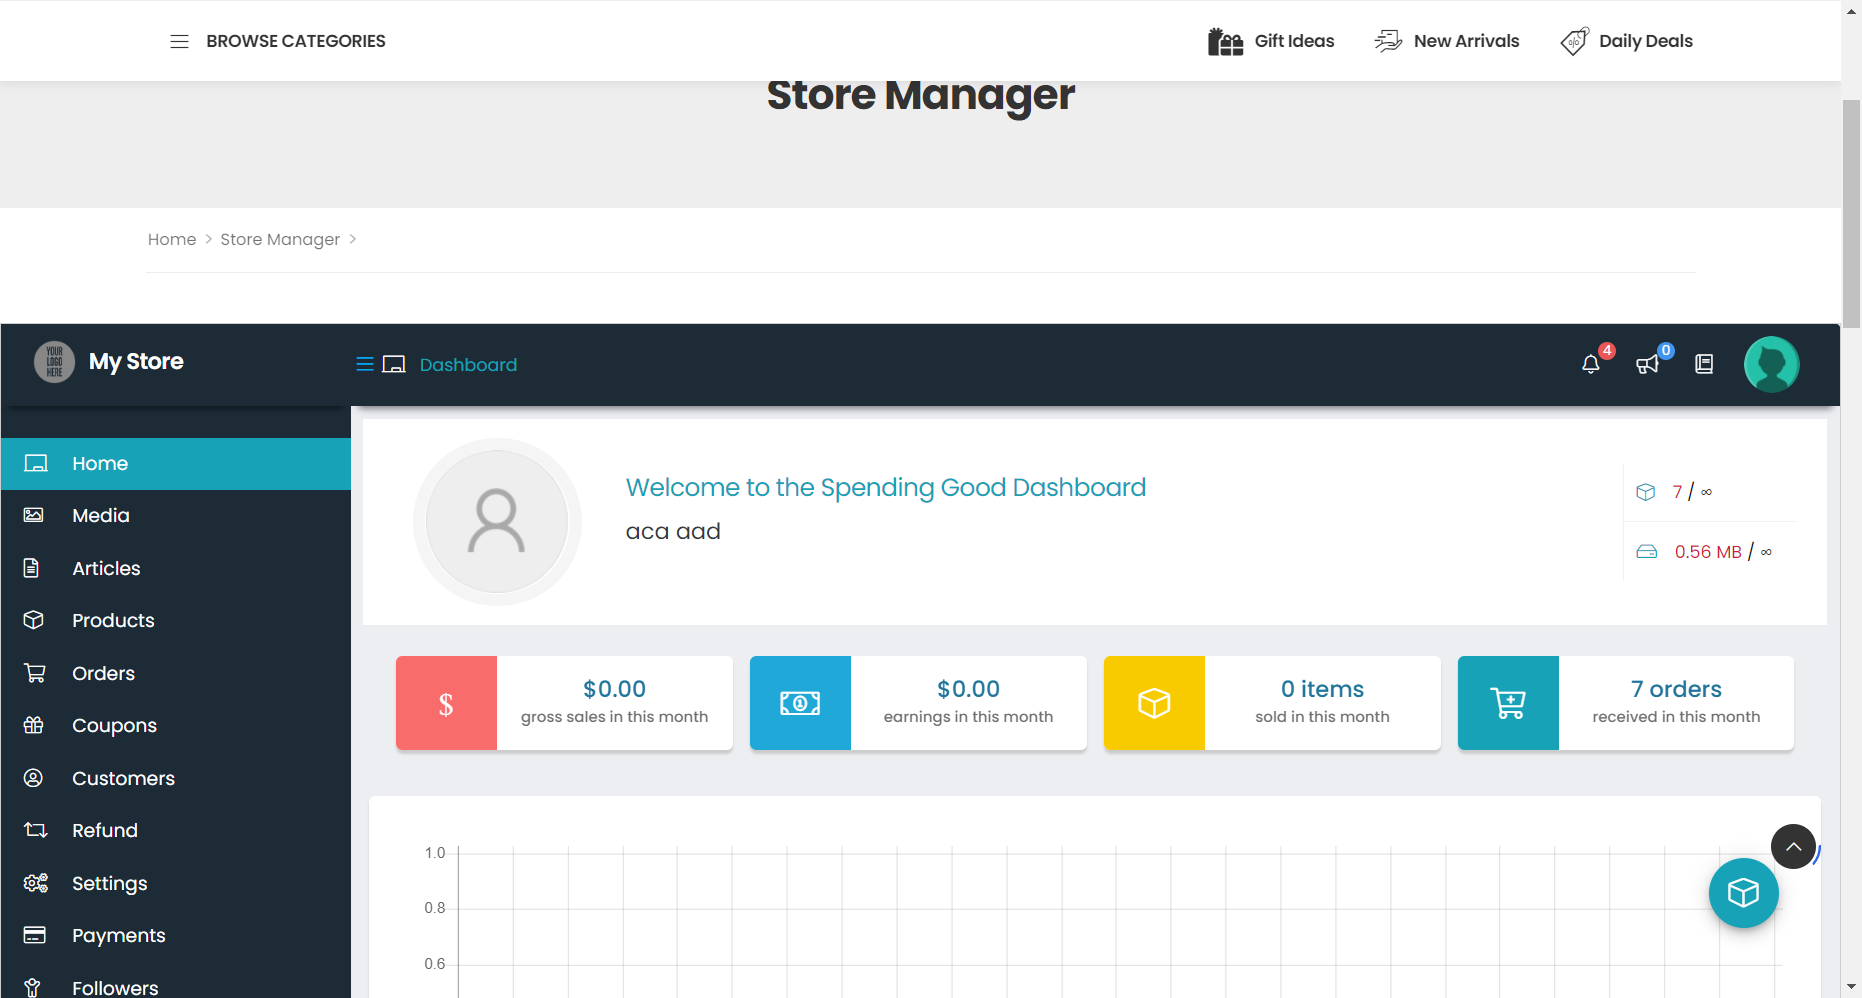 BROWSE CATEGORIES
Gift Ideas
New Arrivals
Daily Deals
Store Manager
Home > Store Manager >
YOUR
LOGO
HERE
My Store
Dashboard
4
0
Home
Media
Articles
Products
Orders
Coupons
Customers
Refund
Settings
Payments
Followers
Welcome to the Spending Good Dashboard
aca aad
7 / ∞
0.56 MB / ∞
$
$0.00
gross sales in this month
1
$0.00
earnings in this month
0 items
sold in this month
7 orders
received in this month
1.0
0.8
0.6